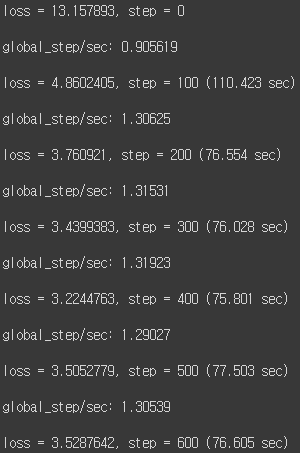 loss = 13.157893, step = 0
global_step/sec: 0.905619
loss = 4.8602405, step = 100 (110.423 sec)
global_step/sec: 1.30625
loss = 3.760921, step = 200 (76.554 sec)
global_step/sec: 1.31531
loss = 3.4399383, step = 300 (76.028 sec)
global_step/sec: 1.31923
loss = 3.2244763, step = 400 (75.801 sec)
global_step/sec: 1.29027
loss = 3.5052779, step = 500 (77.503 sec)
global_step/sec: 1.30539
loss = 3.5287642, step = 600 (76.605 sec)